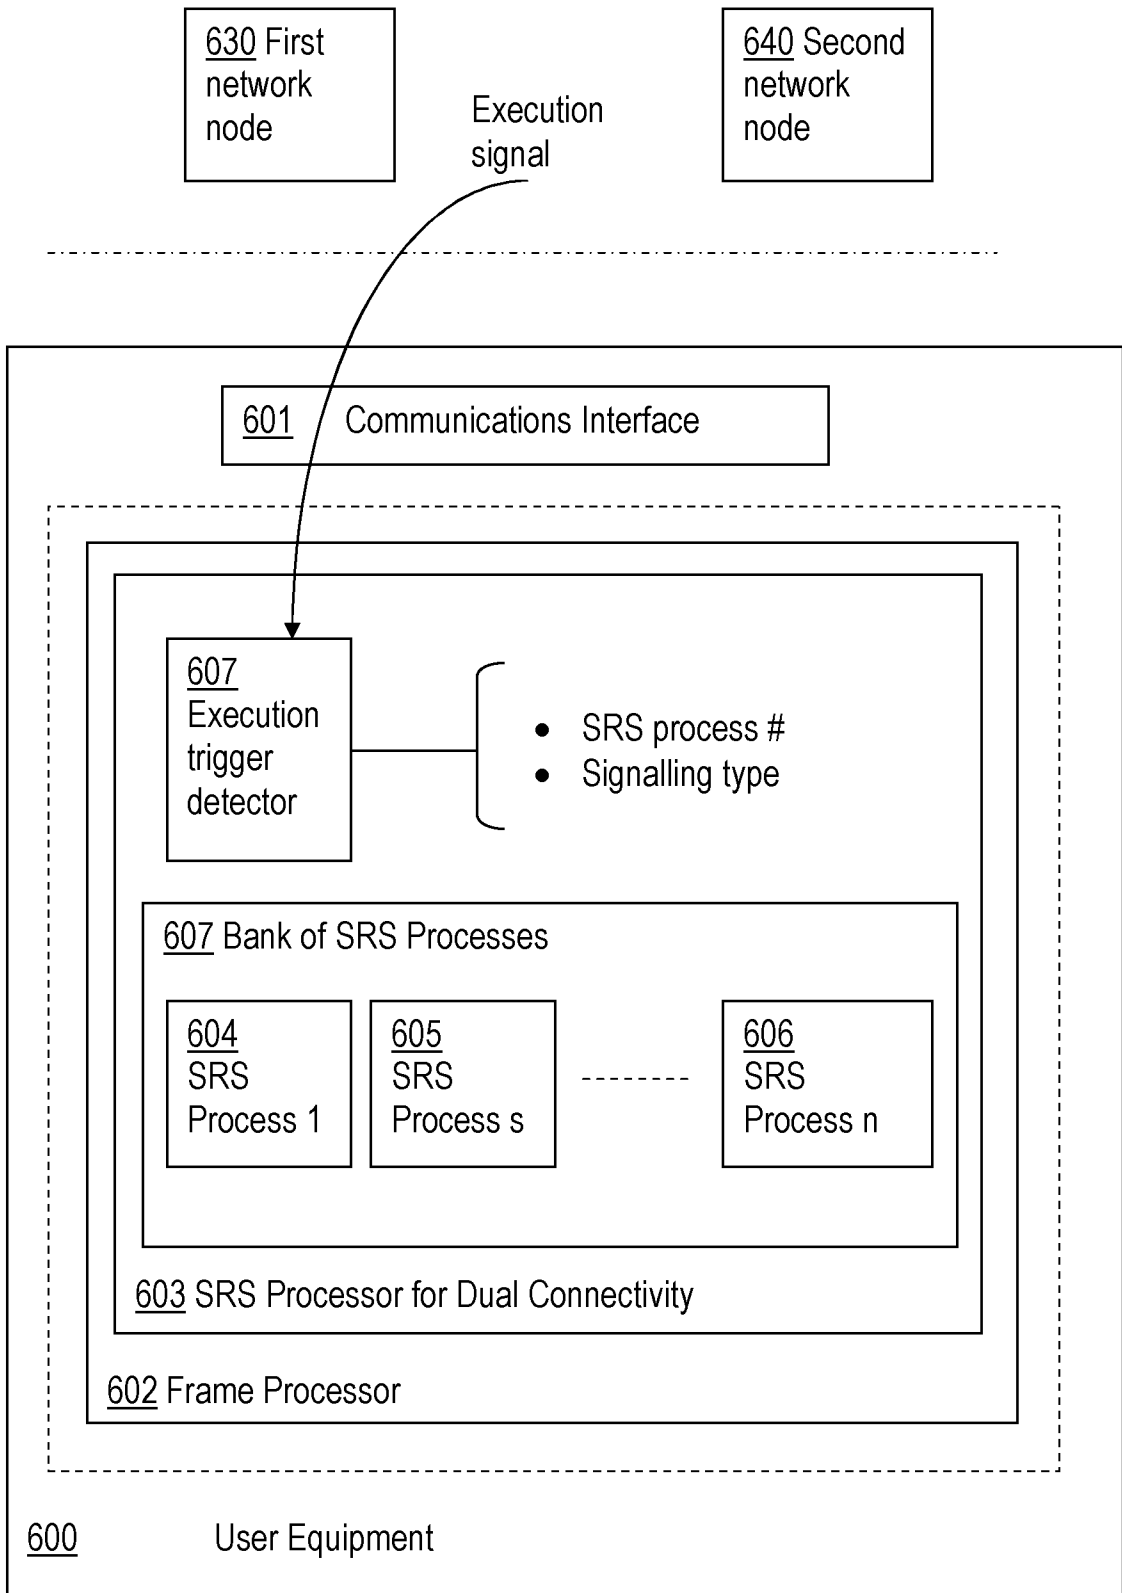 630 First
network
node
640 Second
network
node
Execution
signal
601 Communications Interface
607
Execution
trigger
detector
• SRS process #
• Signalling type
607 Bank of SRS Processes
604
SRS
Process 1
605
SRS
Process s
606
SRS
Process n
603 SRS Processor for Dual Connectivity
602 Frame Processor
600 User Equipment